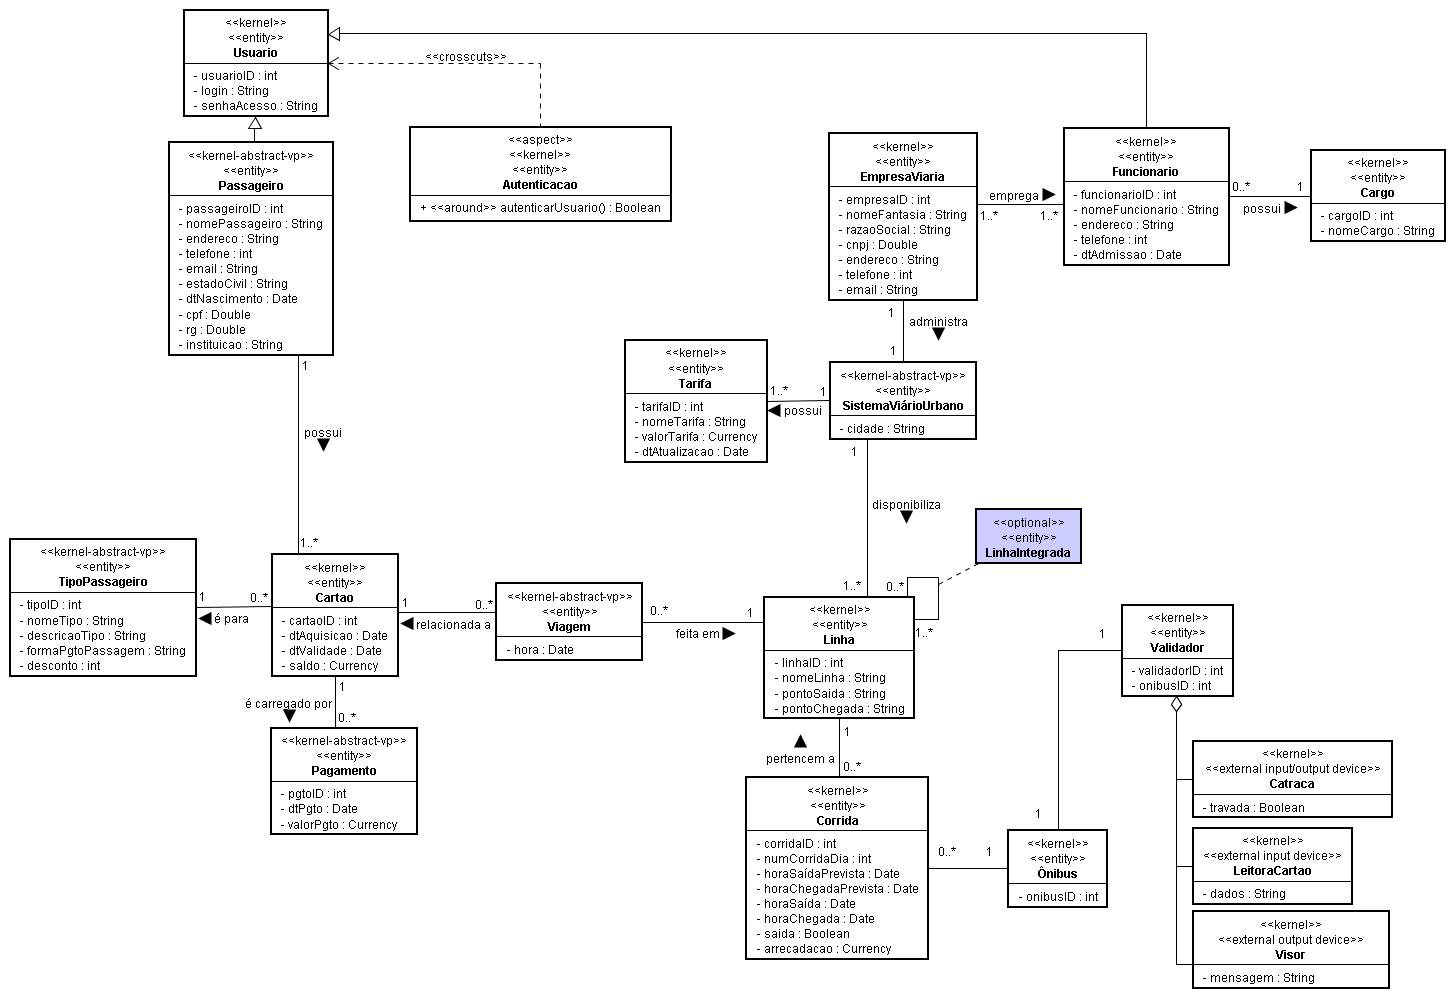 <<kernel>>
<<entity>>
Usuario
- usuarioID : int
- login : String
- senhaAcesso : String
<<crosscuts>>
<<aspect>>
<<kernel>>
<<entity>>
Autenticacao
+ <<around>> autenticarUsuario() : Boolean
<<kernel-abstract-vp>>
<<entity>>
Passageiro
- passageiroID : int
- nomePassageiro : String
- endereco : String
- telefone : int
- email : String
- estadoCivil : String
- dtNascimento : Date
- cpf : Double
- rg : Double
- instituicao : String
<<kernel>>
<<entity>>
EmpresaViaria
- empresaID : int
- nomeFantasia : String
- razaoSocial : String
- cnpj : Double
- endereco : String
- telefone : int
- email : String
emprega
1..*
1..*
<<kernel>>
<<entity>>
Funcionario
- funcionarioID : int
- nomeFuncionario : String
- endereco : String
- telefone : int
- dtAdmissao : Date
0..*
1
possui
<<kernel>>
<<entity>>
Cargo
- cargoID : int
- nomeCargo : String
1
administra
1
<<kernel>>
<<entity>>
Tarifa
- tarifaID : int
- nomeTarifa : String
- valorTarifa : Currency
- dtAtualizacao : Date
1..*
1
possui
<<kernel-abstract-vp>>
<<entity>>
SistemaViárioUrbano
- cidade : String
1
possui
1..*
1
disponibiliza
1..*
<<optional>>
<<entity>>
LinhaIntegrada
0..*
1..*
<<kernel-abstract-vp>>
<<entity>>
TipoPassageiro
- tipoID : int
- nomeTipo : String
- descricaoTipo : String
- formaPgtoPassagem : String
- desconto : int
1
0..*
é para
<<kernel>>
<<entity>>
Cartao
- cartaoID : int
- dtAquisicao : Date
- dtValidade : Date
- saldo : Currency
1
0..*
relacionada a
<<kernel-abstract-vp>>
<<entity>>
Viagem
- hora : Date
0..*
1
feita em
<<kernel>>
<<entity>>
Linha
- linhaID : int
- nomeLinha : String
- pontoSaida : String
- pontoChegada : String
1
<<kernel>>
<<entity>>
Validador
- validadorID : int
- onibusID : int
1
é carregado por
0..*
<<kernel-abstract-vp>>
<<entity>>
Pagamento
- pgtoID : int
- dtPgto : Date
- valorPgto : Currency
1
pertencem a
0..*
<<kernel>>
<<entity>>
Corrida
- corridaID : int
- numCorridaDia : int
- horaSaídaPrevista : Date
- horaChegadaPrevista : Date
- horaSaída : Date
- horaChegada : Date
- saida : Boolean
- arrecadacao : Currency
0..*
1
1
<<kernel>>
<<entity>>
Ônibus
- onibusID : int
<<kernel>>
<<external input/output device>>
Catraca
- travada : Boolean
<<kernel>>
<<external input device>>
LeitoraCartao
- dados : String
<<kernel>>
<<external output device>>
Visor
- mensagem : String